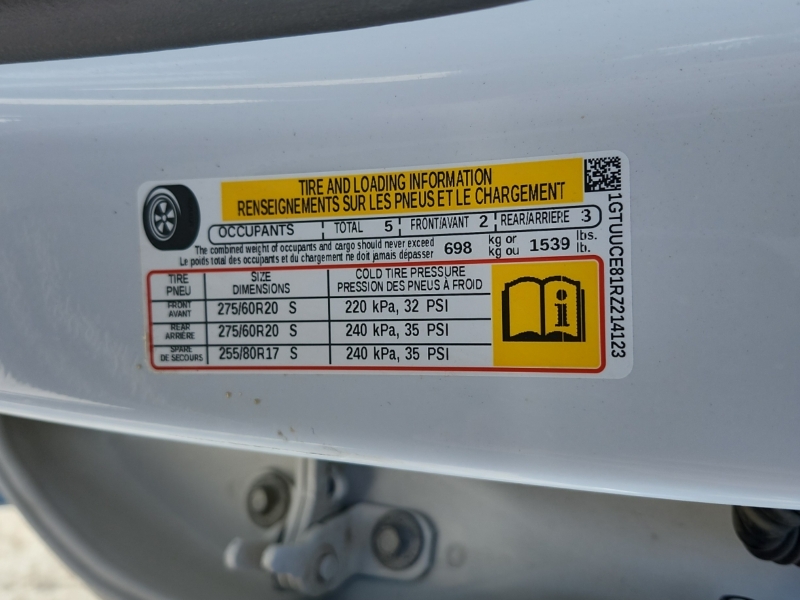 TIRE AND LOADING INFORMATION
RENSEIGNEMENTS SUR LES PNEUS ET LE CHARGEMENT
OCCUPANTS TOTAL 5 FRONT/AVANT 2 REAR/ARRIERE 3
The combined weight of occupants and cargo should never exceed 698 kg or 1539 lbs.
Le poids total des occupants et du chargement ne doit jamais dépasser kg ou lb.
TIRE SIZE COLD TIRE PRESSURE
PNEU DIMENSIONS PRESSION DES PNEUS À FROID
FRONT
AVANT 275/60R20 S 220 kPa, 32 PSI
REAR
ARRIÈRE 275/60R20 S 240 kPa, 35 PSI
SPARE
DE SECOURS 255/80R17 S 240 kPa, 35 PSI
1GTUUCE81RZ214123